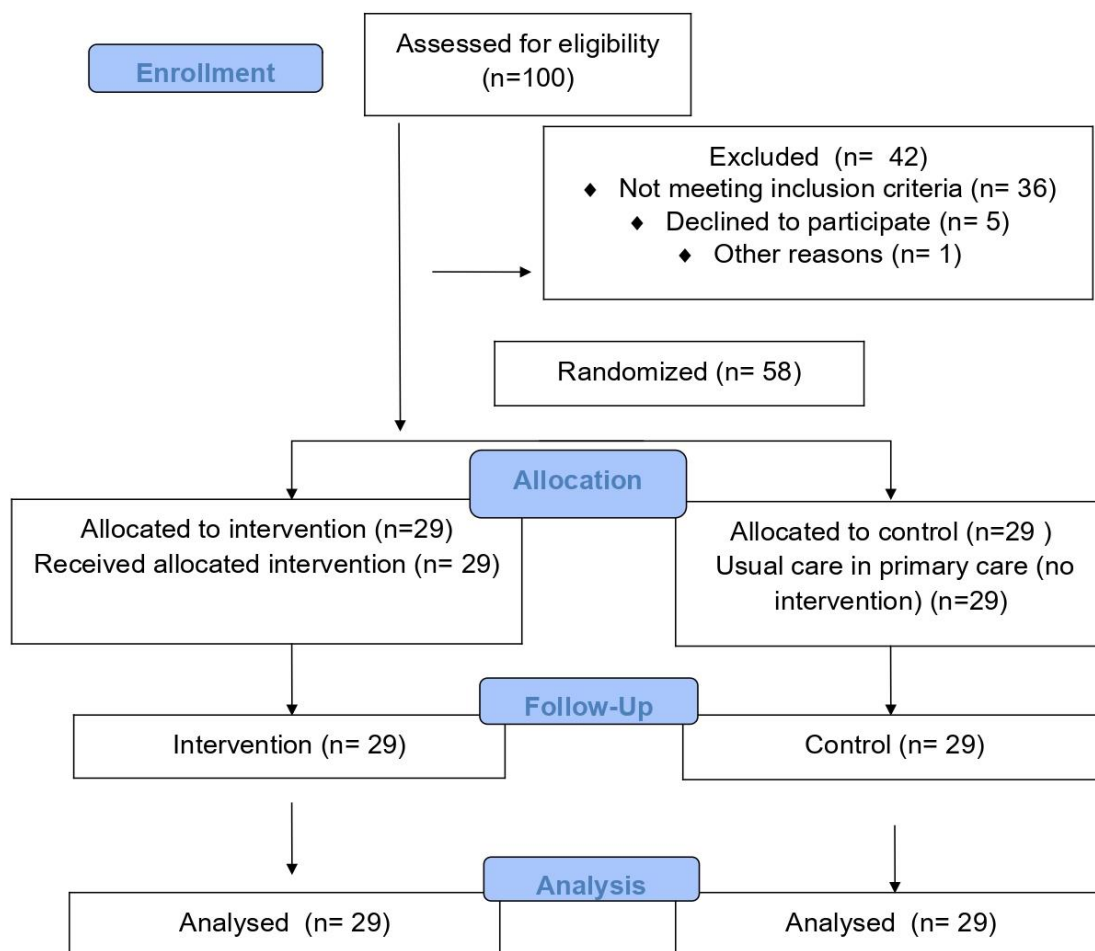 Enrollment
Assessed for eligibility
(n=100)
Excluded (n= 42)
♦ Not meeting inclusion criteria (n= 36)
♦ Declined to participate (n= 5)
♦ Other reasons (n= 1)
Randomized (n= 58)
Allocation
Allocated to intervention (n=29)
Received allocated intervention (n= 29)
Allocated to control (n=29 )
Usual care in primary care (no
intervention) (n=29)
Follow-Up
Intervention (n= 29)
Control (n= 29)
Analysis
Analysed (n= 29)
Analysed (n= 29)